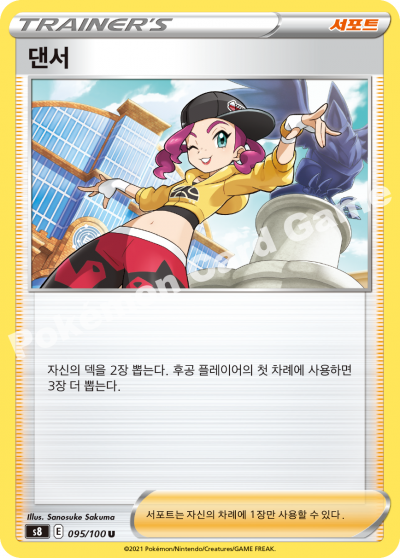 TRAINER'S
서포트
댄서
Pokémon Card Game
자신의 덱을 2장 뽑는다. 후공 플레이어의 첫 차례에 사용하면
3장 더 뽑는다.
Illus. Sanosuke Sakuma
s8 E 095/100 U
서포트는 자신의 차례에 1장만 사용할 수 있다.
©2021 Pokémon/Nintendo/Creatures/GAME FREAK.